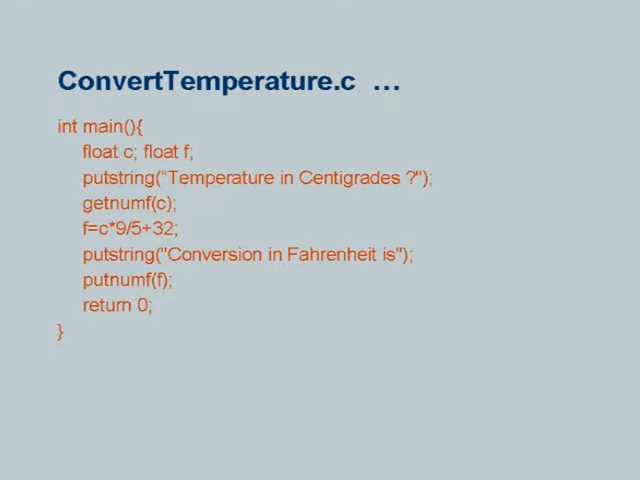 ConvertTemperature.c …
int main(){
float c; float f;
putstring(“Temperature in Centigrades ?");
getnumf(c);
f=c*9/5+32;
putstring("Conversion in Fahrenheit is");
putnumf(f);
return 0;
}